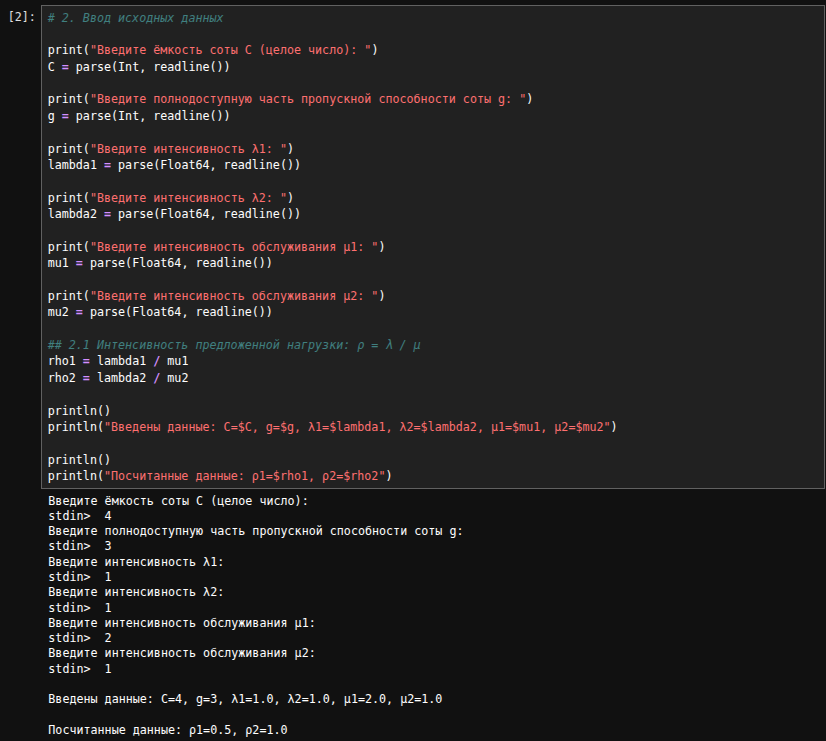 [2]:
# 2. Ввод исходных данных
print("Введите ёмкость соты C (целое число): ")
C = parse(Int, readline())
print("Введите полнодоступную часть пропускной способности соты g: ")
g = parse(Int, readline())
print("Введите интенсивность λ1: ")
lambda1 = parse(Float64, readline())
print("Введите интенсивность λ2: ")
lambda2 = parse(Float64, readline())
print("Введите интенсивность обслуживания μ1: ")
mu1 = parse(Float64, readline())
print("Введите интенсивность обслуживания μ2: ")
mu2 = parse(Float64, readline())
## 2.1 Интенсивность предложенной нагрузки: ρ = λ / μ
rho1 = lambda1 / mu1
rho2 = lambda2 / mu2
println()
println("Введены данные: C=$C, g=$g, λ1=$lambda1, λ2=$lambda2, μ1=$mu1, μ2=$mu2")
println()
println("Посчитанные данные: ρ1=$rho1, ρ2=$rho2")
Введите ёмкость соты C (целое число):
stdin>  4
Введите полнодоступную часть пропускной способности соты g:
stdin>  3
Введите интенсивность λ1:
stdin>  1
Введите интенсивность λ2:
stdin>  1
Введите интенсивность обслуживания μ1:
stdin>  2
Введите интенсивность обслуживания μ2:
stdin>  1
Введены данные: C=4, g=3, λ1=1.0, λ2=1.0, μ1=2.0, μ2=1.0
Посчитанные данные: ρ1=0.5, ρ2=1.0